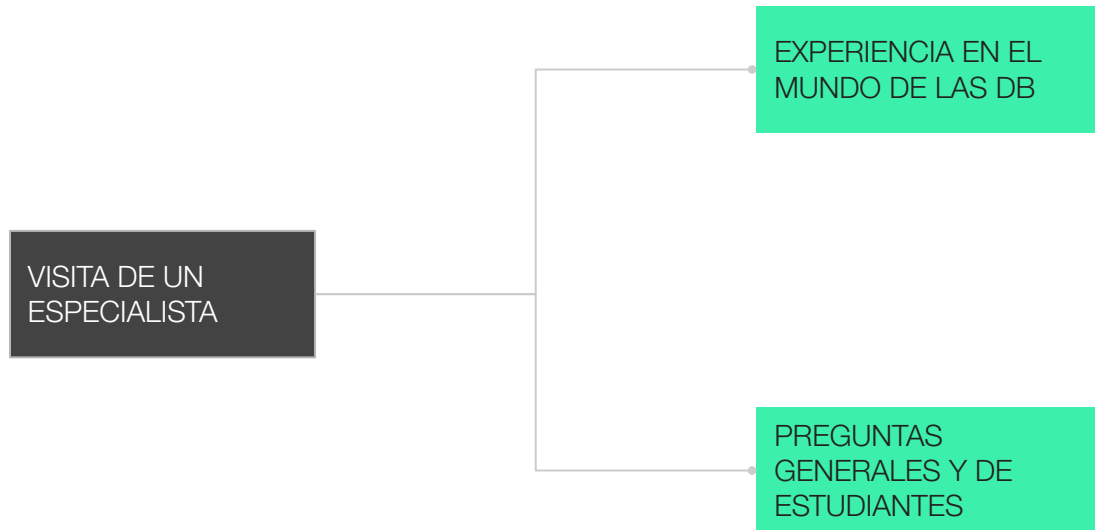 EXPERIENCIA EN EL
MUNDO DE LAS DB
VISITA DE UN
ESPECIALISTA
PREGUNTAS
GENERALES Y DE
ESTUDIANTES